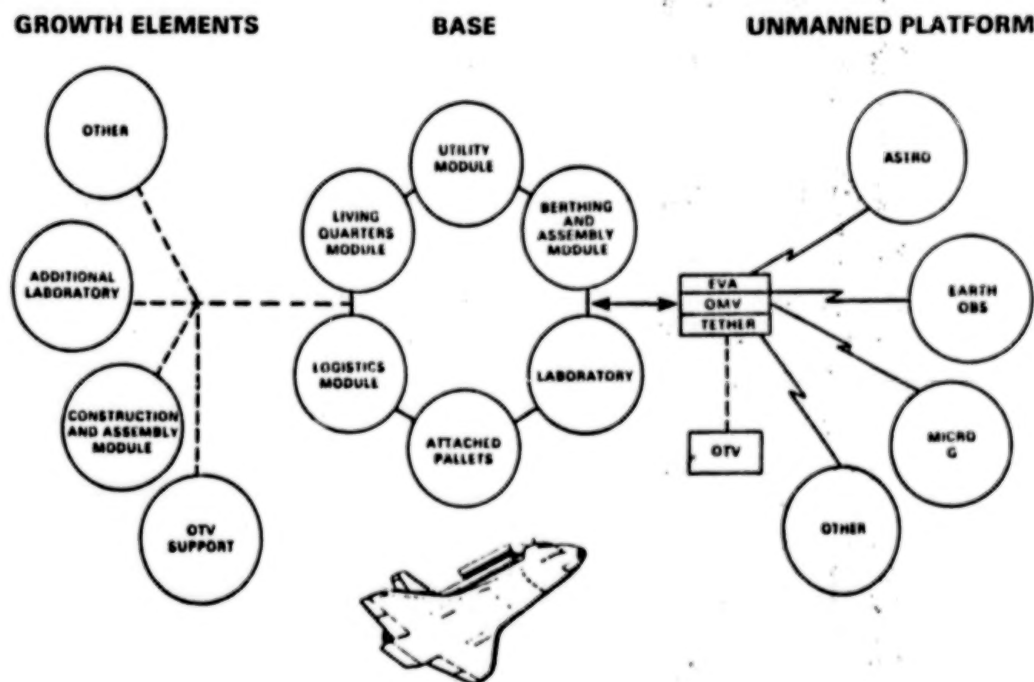 GROWTH ELEMENTS
BASE
UNMANNED PLATFORM
OTHER
ADDITIONAL
LABORATORY
CONSTRUCTION
AND ASSEMBLY
MODULE
OTV
SUPPORT
UTILITY
MODULE
LIVING
QUARTERS
MODULE
BERTHING
AND
ASSEMBLY
MODULE
LOGISTICS
MODULE
LABORATORY
ATTACHED
PALLETS
EVA
OMV
TETHER
OTV
ASTRO
EARTH
OBS
MICRO
G
OTHER